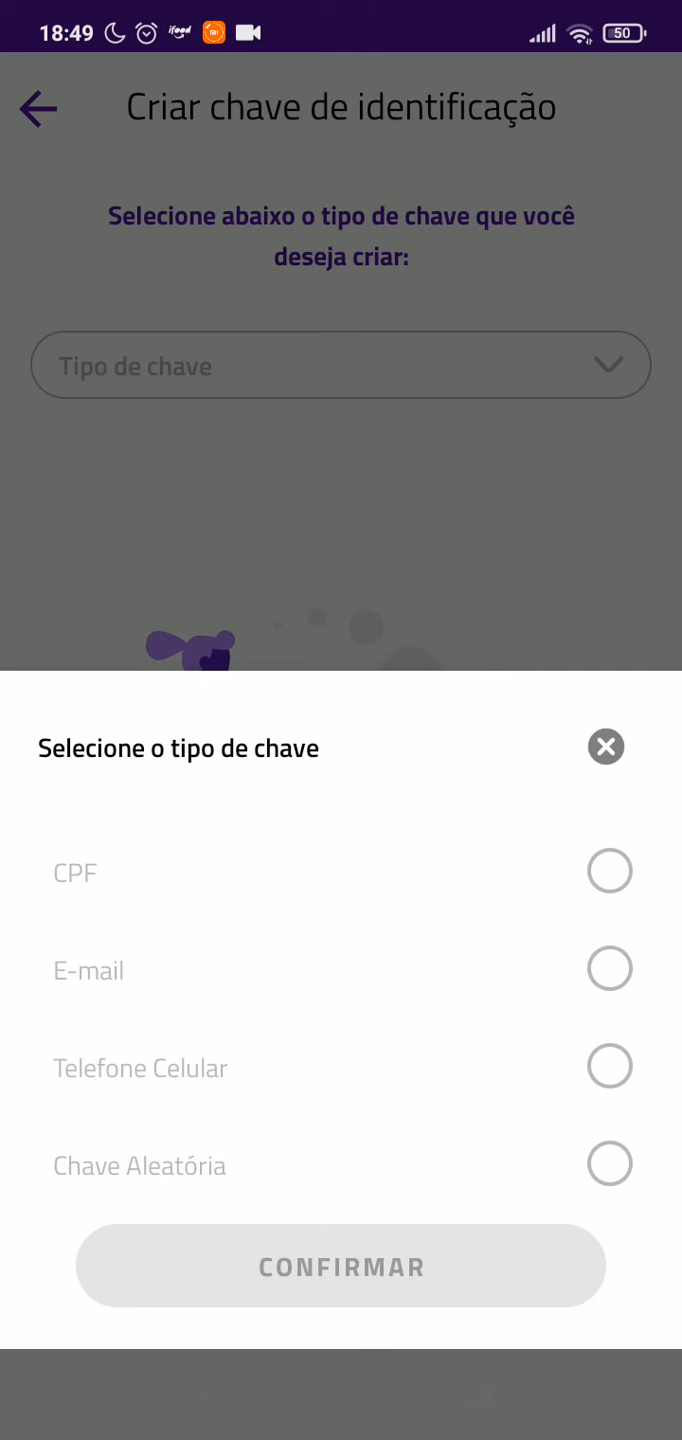 18:49
ifood
50
Criar chave de identificação
Selecione abaixo o tipo de chave que você
deseja criar:
Tipo de chave
Selecione o tipo de chave
CPF
E-mail
Telefone Celular
Chave Aleatória
CONFIRMAR